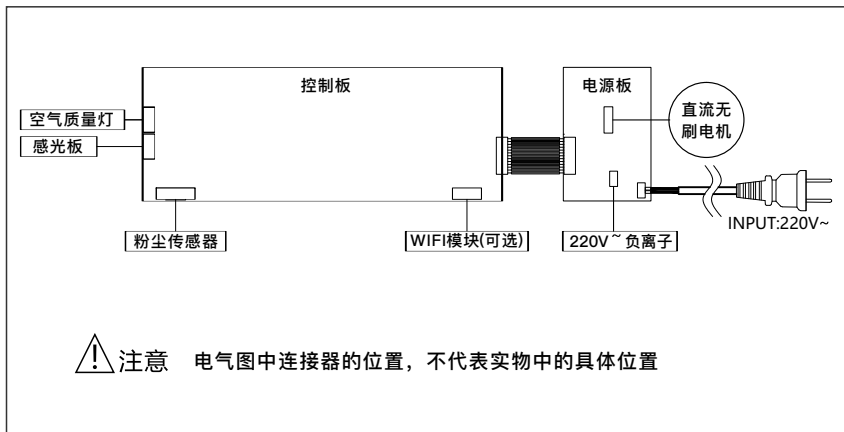 控制板
电源板
空气质量灯
感光板
直流无
刷电机
粉尘传感器
WIFI模块(可选)
220V~负离子
INPUT:220V~
注意 电气图中连接器的位置，不代表实物中的具体位置